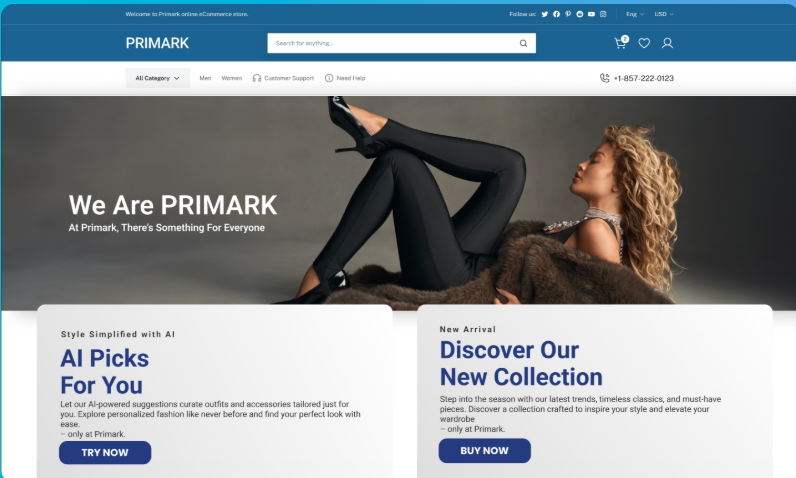 Welcome to Primark online eCommerce store.
Follow us:
Eng
USD
PRIMARK
Search for anything...
2
All Category
Men
Women
Customer Support
Need Help
+1-857-222-0123
We Are PRIMARK
At Primark, There's Something For Everyone
Style Simplified with AI
AI Picks
For You
Let our AI-powered suggestions curate outfits and accessories tailored just for
you. Explore personalized fashion like never before and find your perfect look with
ease.
– only at Primark.
TRY NOW
New Arrival
Discover Our
New Collection
Step into the season with our latest trends, timeless classics, and must-have
pieces. Discover a collection crafted to inspire your style and elevate your
wardrobe
– only at Primark.
BUY NOW